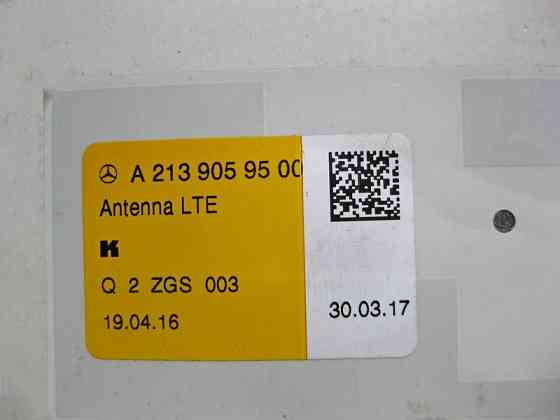 A 213 905 95 00
Antenna LTE
K
Q 2 ZGS 003
19.04.16
30.03.17